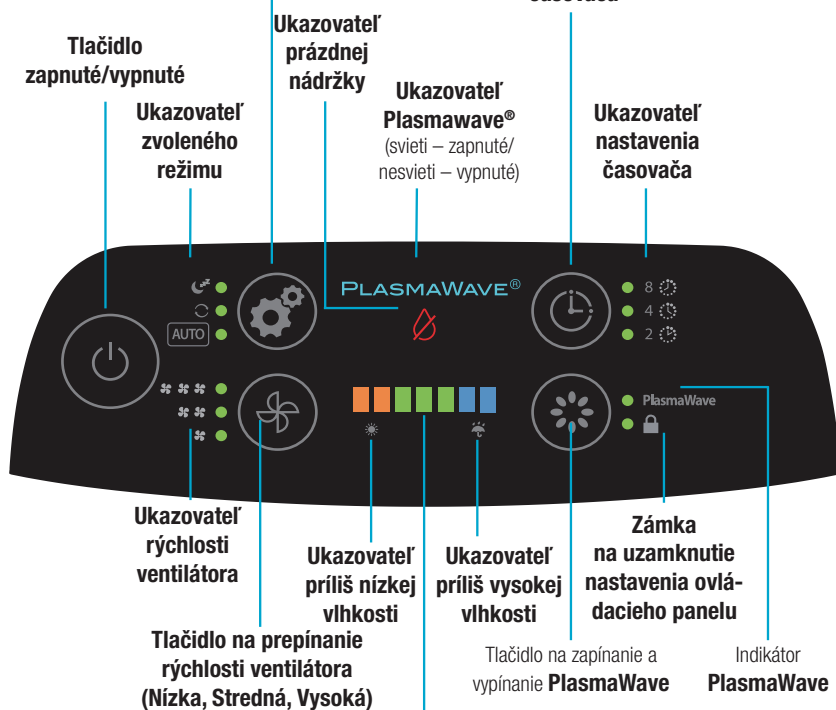 časovača
Ukazovateľ
prázdnej
nádržky
Tlačidlo
zapnuté/vypnuté
Ukazovateľ
zvoleného
režimu
Ukazovateľ
Plasmawave®
(svieti – zapnuté/
nesvieti – vypnuté)
Ukazovateľ
nastavenia
časovača
PLASMAWAVE®
AUTO
8
4
2
PlasmaWave
Ukazovateľ
rýchlosti
ventilátora
Ukazovateľ
príliš nízkej
vlhkosti
Ukazovateľ
príliš vysokej
vlhkosti
Zámka
na uzamknutie
nastavenia ovlá-
dacieho panelu
Tlačidlo na prepínanie
rýchlosti ventilátora
(Nízka, Stredná, Vysoká)
Tlačidlo na zapínanie a
vypínanie PlasmaWave
Indikátor
PlasmaWave